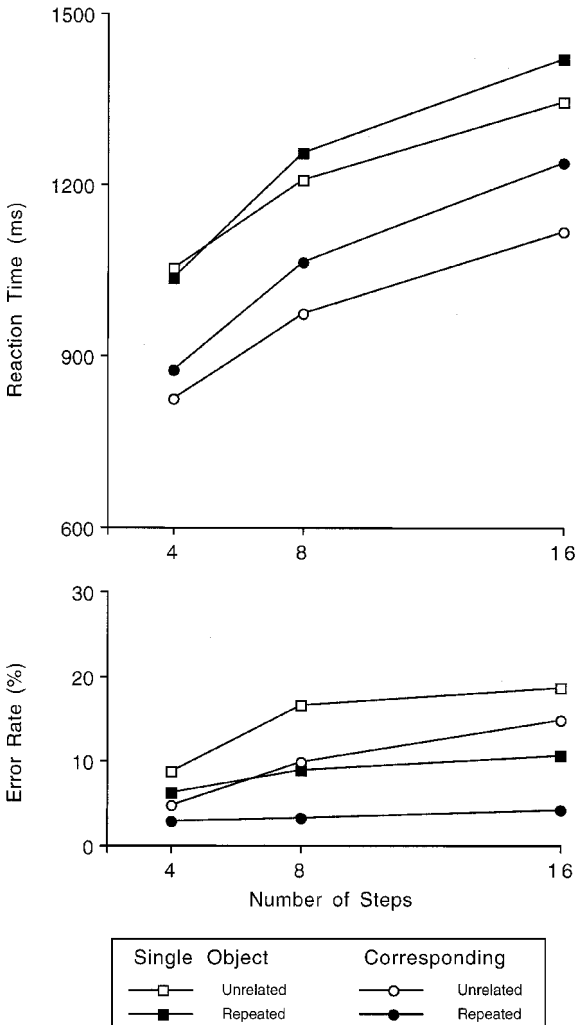 1500
1200
900
600
Reaction Time (ms)
4 8 16
30
20
10
0
Error Rate (%)
4 8 16
Number of Steps
Single Object Corresponding
Unrelated Unrelated
Repeated Repeated